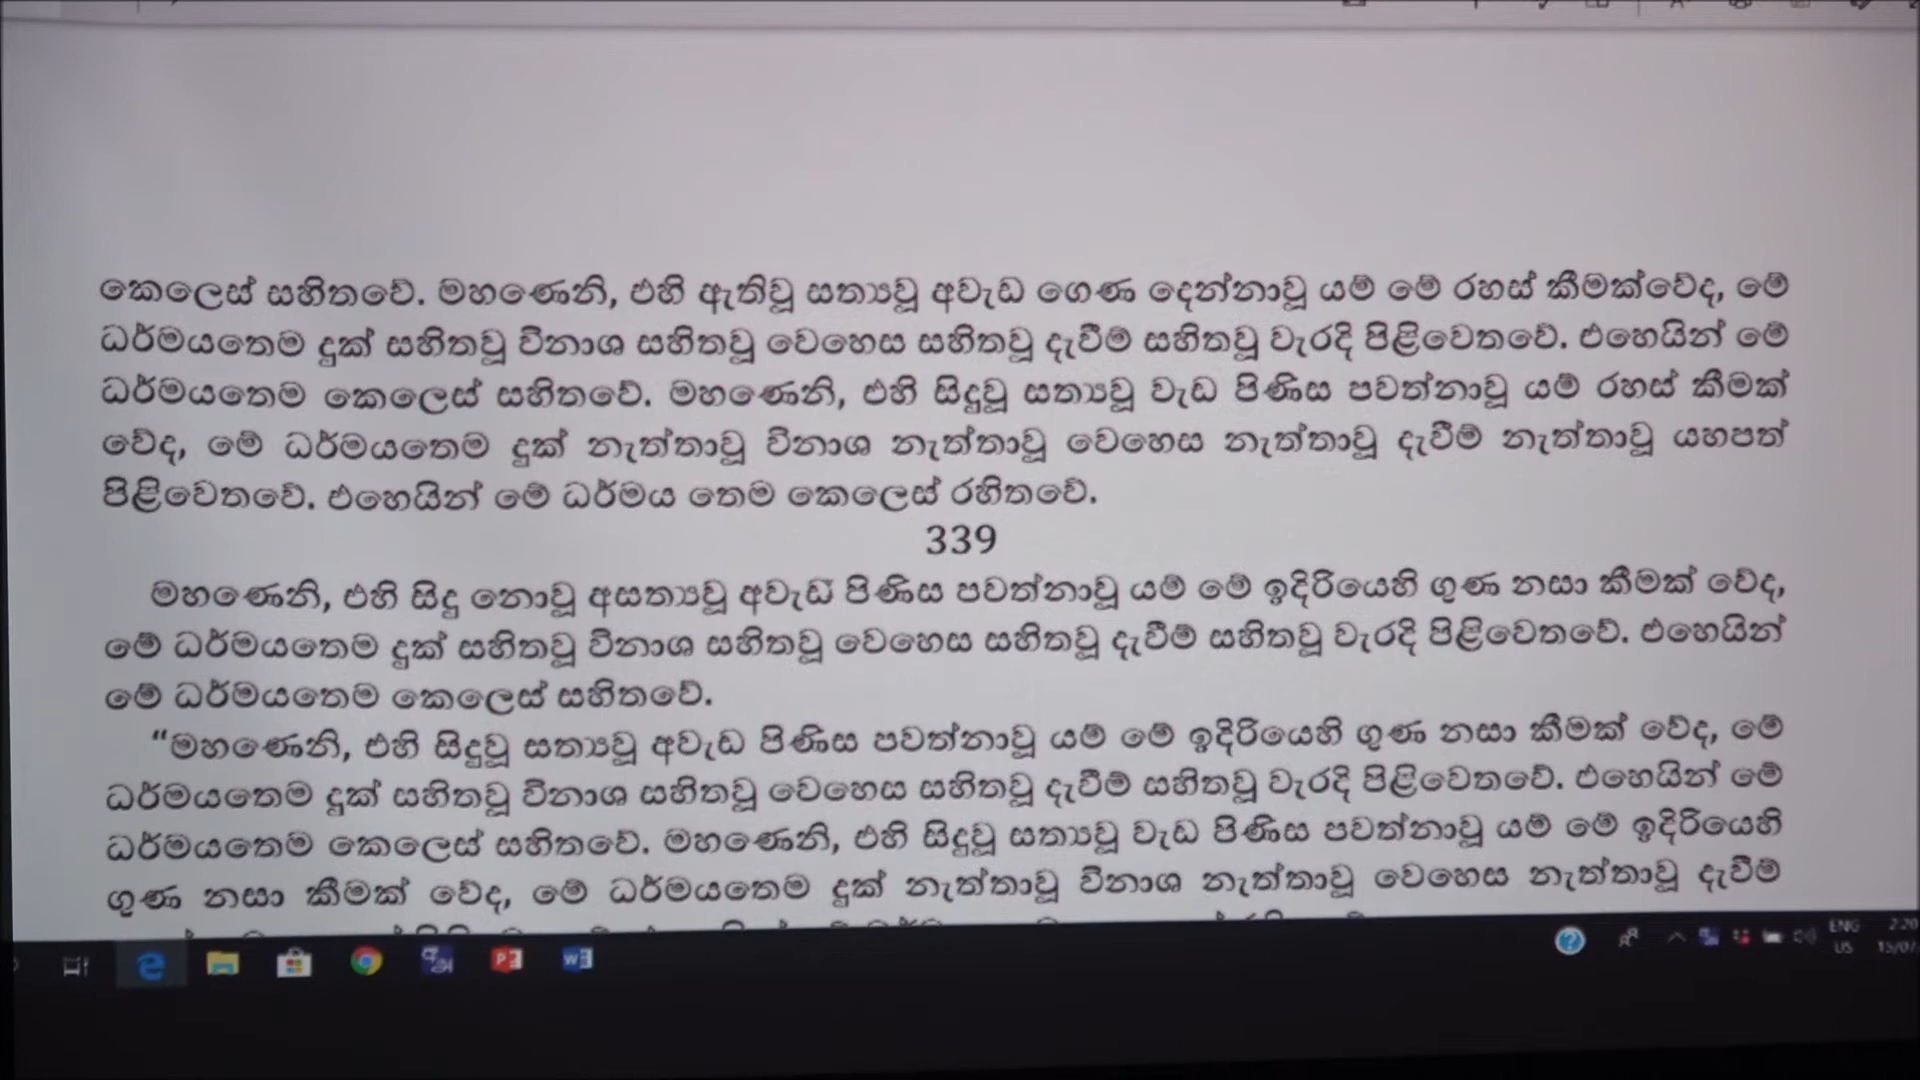 කෙලෙස් සහිතවේ. මහණෙනි, එහි ඇතිවූ සත්‍යවූ අවැඩ ගෙණ දෙන්නාවූ යම් මේ රහස් කීමක්වේද, මේ
ධර්මයතෙම දුක් සහිතවූ විනාශ සහිතවූ වෙහෙස සහිතවූ දැවීම් සහිතවූ වැරදි පිළිවෙතවේ. එහෙයින් මේ
ධර්මයතෙම කෙලෙස් සහිතවේ. මහණෙනි, එහි සිදුවූ සත්‍යවූ වැඩ පිණිස පවත්නාවූ යම් රහස් කීමක්
වේද, මේ ධර්මයතෙම දුක් නැත්තාවූ විනාශ නැත්තාවූ වෙහෙස නැත්තාවූ දැවීම් නැත්තාවූ යහපත්
පිළිවෙතවේ. එහෙයින් මේ ධර්මය තෙම කෙලෙස් රහිතවේ.
339
මහණෙනි, එහි සිදු නොවූ අසත්‍යවූ අවැඩ පිණිස පවත්නාවූ යම් මේ ඉදිරියෙහි ගුණ නසා කීමක් වේද,
මේ ධර්මයතෙම දුක් සහිතවූ විනාශ සහිතවූ වෙහෙස සහිතවූ දැවීම් සහිතවූ වැරදි පිළිවෙතවේ. එහෙයින්
මේ ධර්මයතෙම කෙලෙස් සහිතවේ.
“මහණෙනි, එහි සිදුවූ සත්‍යවූ අවැඩ පිණිස පවත්නාවූ යම් මේ ඉදිරියෙහි ගුණ නසා කීමක් වේද, මේ
ධර්මයතෙම දුක් සහිතවූ විනාශ සහිතවූ වෙහෙස සහිතවූ දැවීම් සහිතවූ වැරදි පිළිවෙතවේ. එහෙයින් මේ
ධර්මයතෙම කෙලෙස් සහිතවේ. මහණෙනි, එහි සිදුවූ සත්‍යවූ වැඩ පිණිස පවත්නාවූ යම් මේ ඉදිරියෙහි
ගුණ නසා කීමක් වේද, මේ ධර්මයතෙම දුක් නැත්තාවූ විනාශ නැත්තාවූ වෙහෙස නැත්තාවූ දැවීම්
ENG 2:20
US 15/07